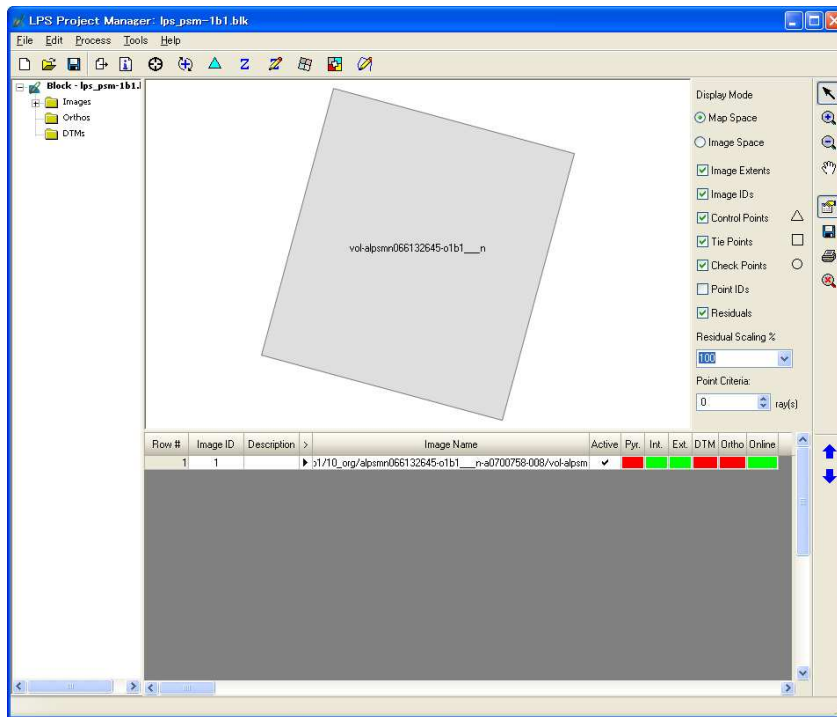 LPS Project Manager: lps_psm-1b1.blk
File Edit Process Tools Help
Block - lps_psm-1b1.l
Images
Orthos
DTMs
vol-alpsmn066132645-o1b1___n
Display Mode
Map Space
Image Space
Image Extents
Image IDs
Control Points
Tie Points
Check Points
Point IDs
Residuals
Residual Scaling %
100
Point Criteria:
0 ray(s)
Row # Image ID Description > Image Name Active Pyr. Int. Ext. DTM Ortho Online
1 1 o1/10_org/alpsmn066132645-o1b1___n-a0700758-008/vol-alpsm